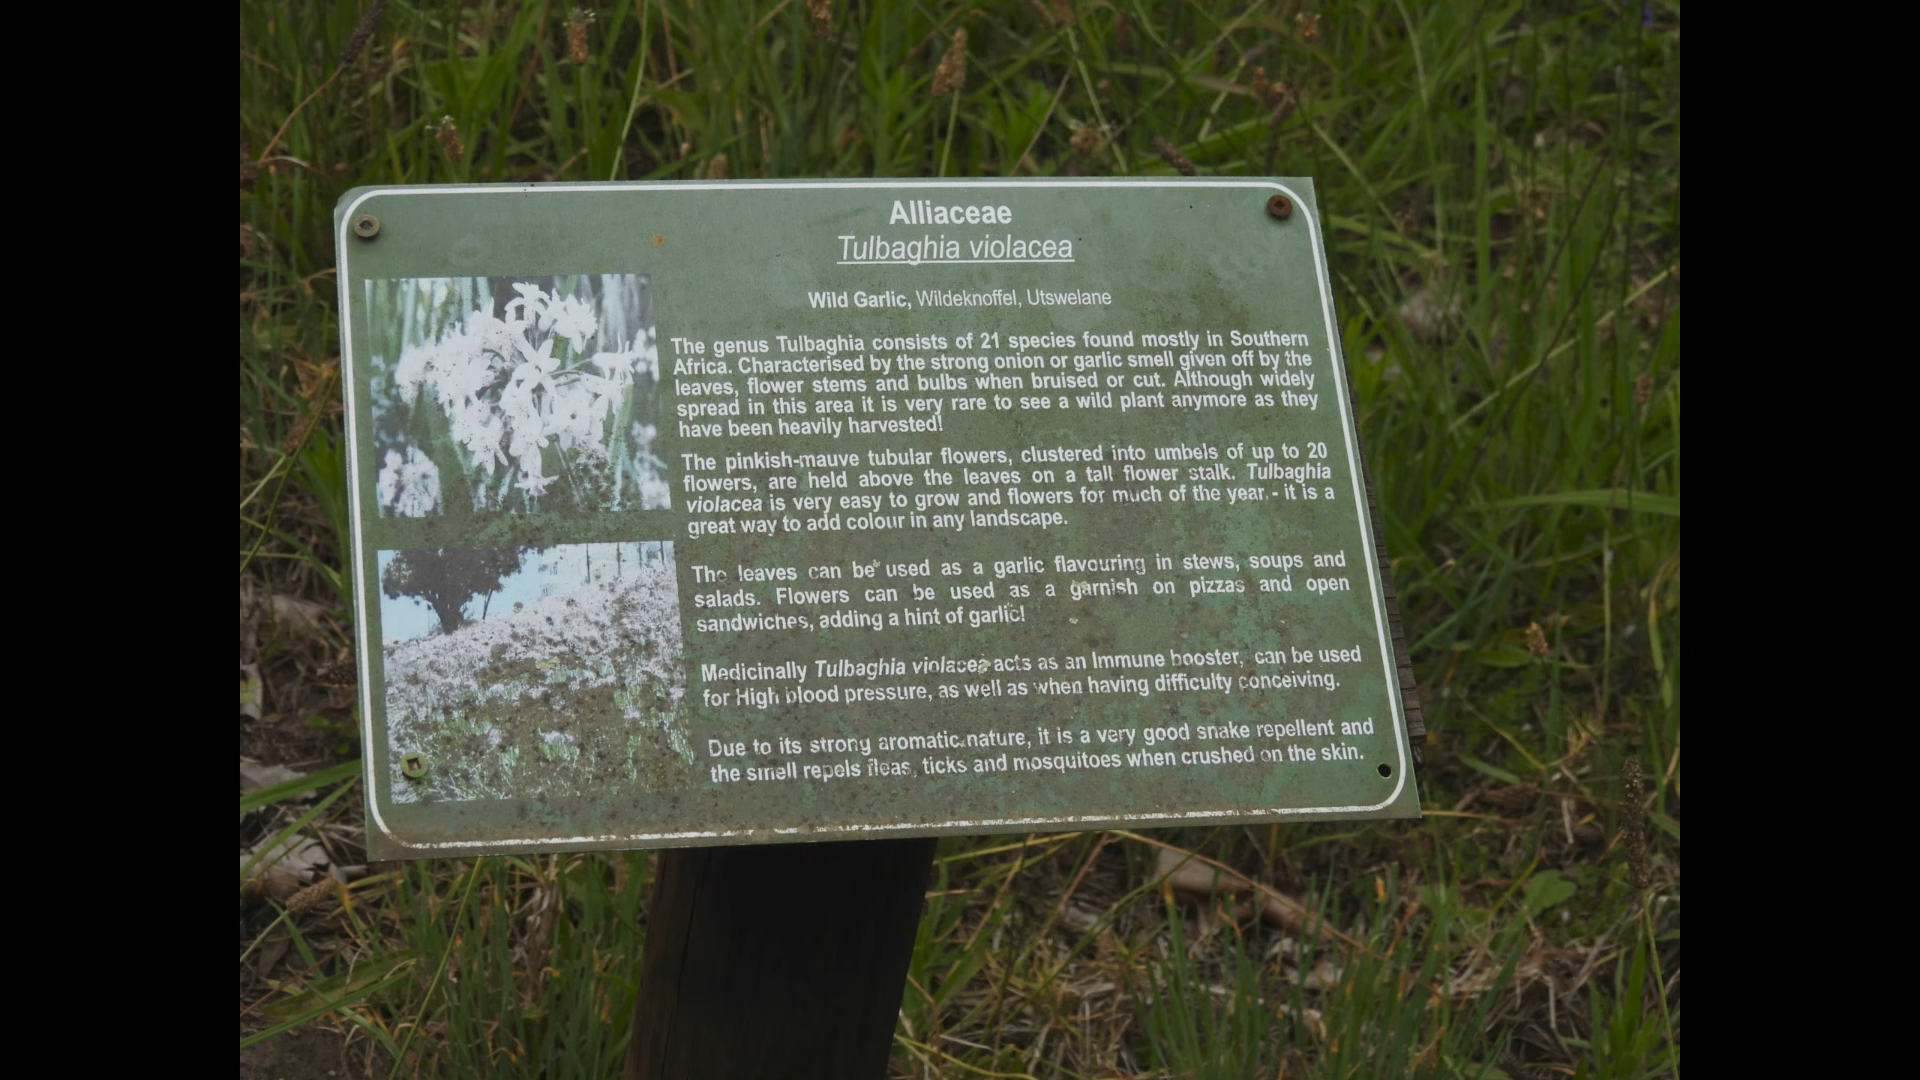 Alliaceae
Tulbaghia violacea
Wild Garlic, Wildeknoffel, Utswelane
The genus Tulbaghia consists of 21 species found mostly in Southern
Africa. Characterised by the strong onion or garlic smell given off by the
leaves, flower stems and bulbs when bruised or cut. Although widely
spread in this area it is very rare to see a wild plant anymore as they
have been heavily harvested!
The pinkish-mauve tubular flowers, clustered into umbels of up to 20
flowers, are held above the leaves on a tall flower stalk. Tulbaghia
violacea is very easy to grow and flowers for much of the year - it is a
great way to add colour in any landscape.
The leaves can be used as a garlic flavouring in stews, soups and
salads. Flowers can be used as a garnish on pizzas and open
sandwiches, adding a hint of garlic!
Medicinally Tulbaghia violacea acts as an Immune booster, can be used
for High blood pressure, as well as when having difficulty conceiving.
Due to its strong aromatic nature, it is a very good snake repellent and
the smell repels fleas, ticks and mosquitoes when crushed on the skin.